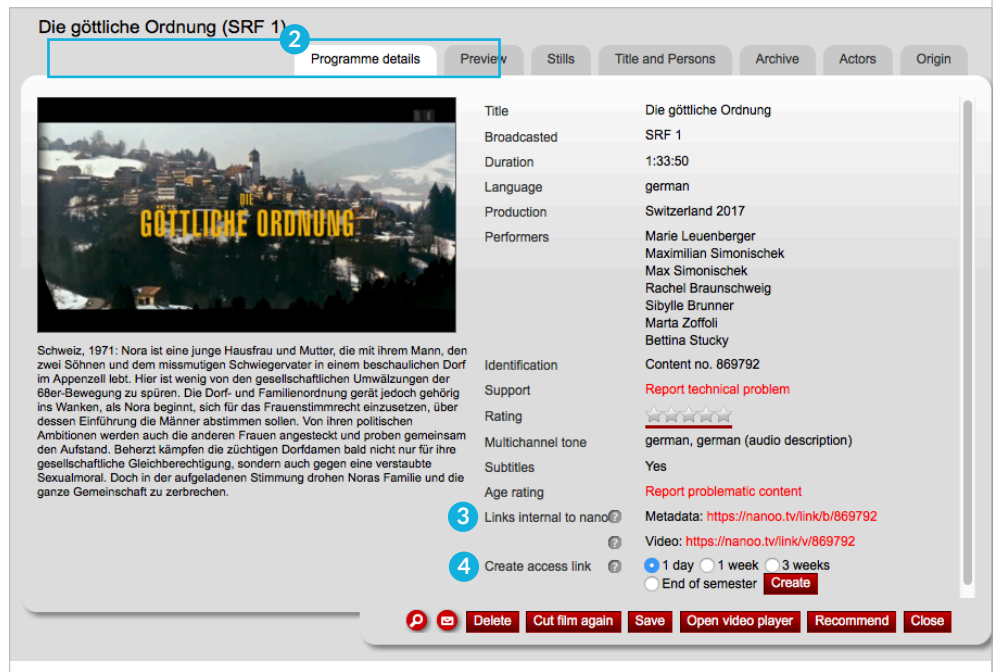 Die göttliche Ordnung (SRF 1)
2
Programme details Preview Stills Title and Persons Archive Actors Origin
DIE
GÖTTLICHE ORDNUNG
Schweiz, 1971: Nora ist eine junge Hausfrau und Mutter, die mit ihrem Mann, den
zwei Söhnen und dem missmutigen Schwiegervater in einem beschaulichen Dorf
im Appenzell lebt. Hier ist wenig von den gesellschaftlichen Umwälzungen der
68er-Bewegung zu spüren. Die Dorf- und Familienordnung gerät jedoch gehörig
ins Wanken, als Nora beginnt, sich für das Frauenstimmrecht einzusetzen, über
dessen Einführung die Männer abstimmen sollen. Von ihren politischen
Ambitionen werden auch die anderen Frauen angesteckt und proben gemeinsam
den Aufstand. Beherzt kämpfen die züchtigen Dorfdamen bald nicht nur für ihre
gesellschaftliche Gleichberechtigung, sondern auch gegen eine verstaubte
Sexualmoral. Doch in der aufgeladenen Stimmung drohen Noras Familie und die
ganze Gemeinschaft zu zerbrechen.
Title Die göttliche Ordnung
Broadcasted SRF 1
Duration 1:33:50
Language german
Production Switzerland 2017
Performers Marie Leuenberger
Maximilian Simonischek
Max Simonischek
Rachel Braunschweig
Sibylle Brunner
Marta Zoffoli
Bettina Stucky
Identification Content no. 869792
Support Report technical problem
Rating
Multichannel tone german, german (audio description)
Subtitles Yes
Age rating Report problematic content
3 Links internal to nano ? Metadata: https://nanoo.tv/link/b/869792
? Video: https://nanoo.tv/link/v/869792
4 Create access link ? 1 day 1 week 3 weeks
End of semester Create
Delete Cut film again Save Open video player Recommend Close